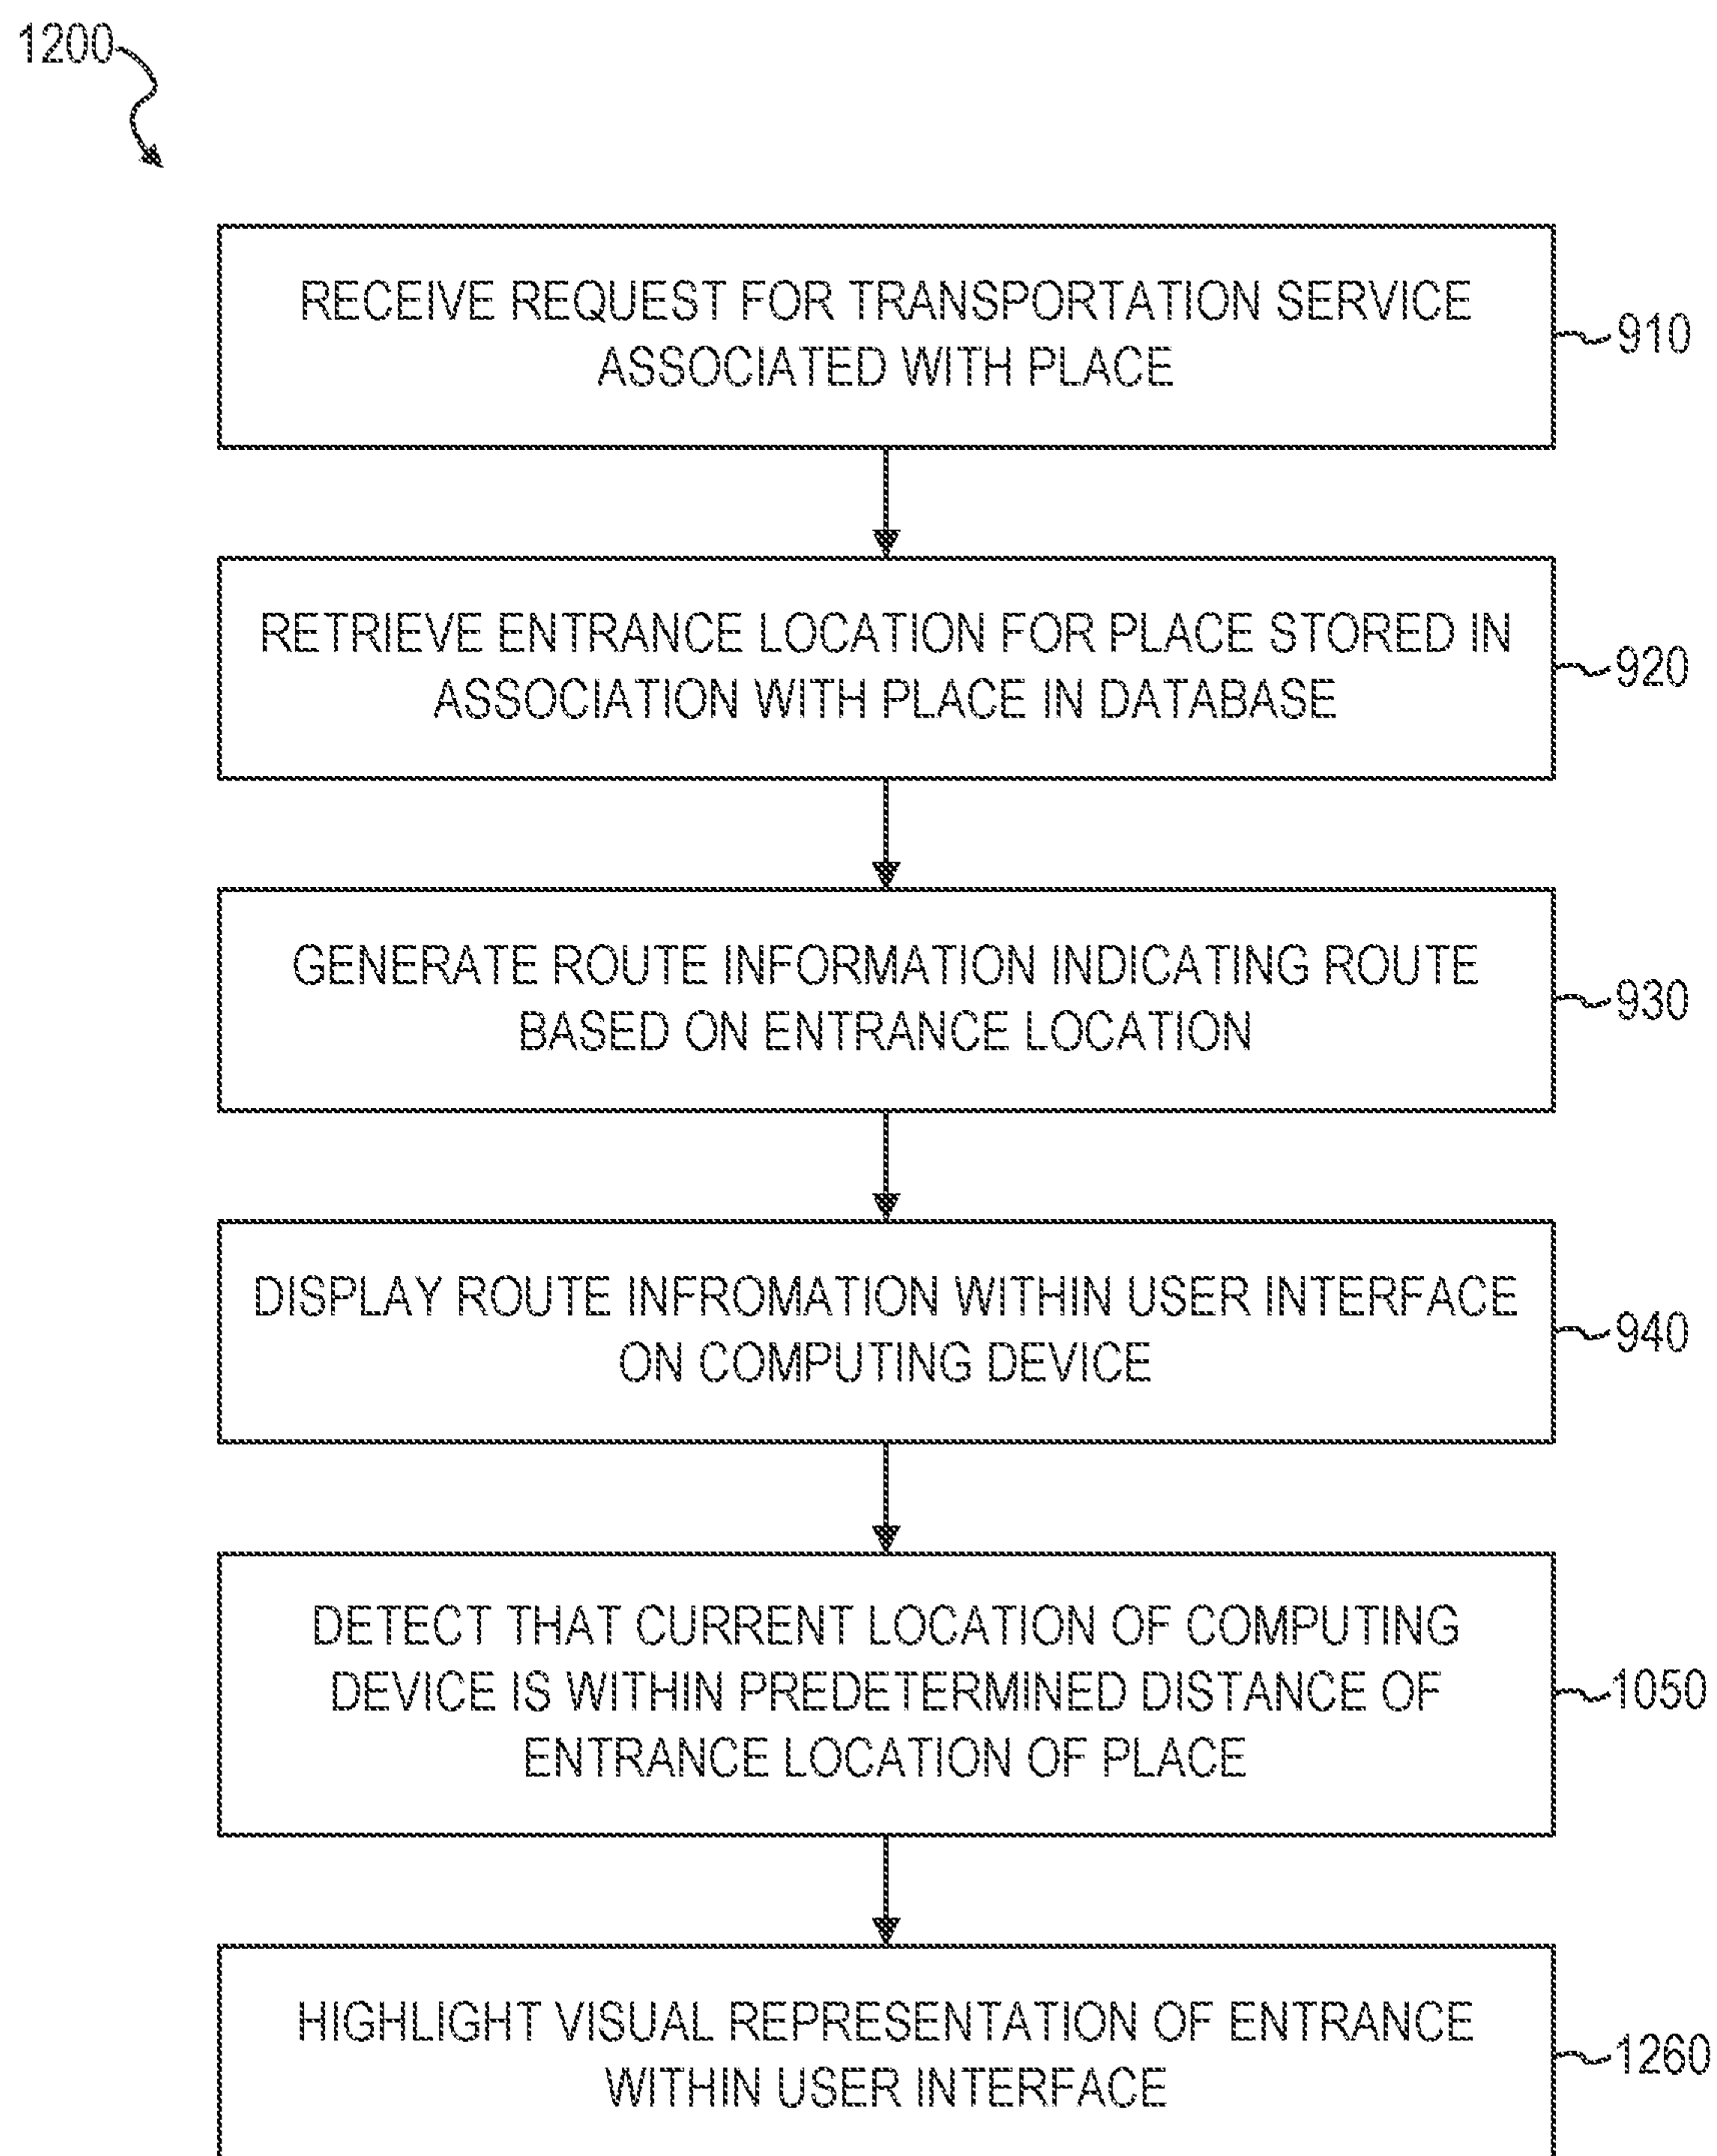 1200
RECEIVE REQUEST FOR TRANSPORTATION SERVICE
ASSOCIATED WITH PLACE
910
RETRIEVE ENTRANCE LOCATION FOR PLACE STORED IN
ASSOCIATION WITH PLACE IN DATABASE
920
GENERATE ROUTE INFORMATION INDICATING ROUTE
BASED ON ENTRANCE LOCATION
930
DISPLAY ROUTE INFROMATION WITHIN USER INTERFACE
ON COMPUTING DEVICE
940
DETECT THAT CURRENT LOCATION OF COMPUTING
DEVICE IS WITHIN PREDETERMINED DISTANCE OF
ENTRANCE LOCATION OF PLACE
1050
HIGHLIGHT VISUAL REPRESENTATION OF ENTRANCE
WITHIN USER INTERFACE
1260